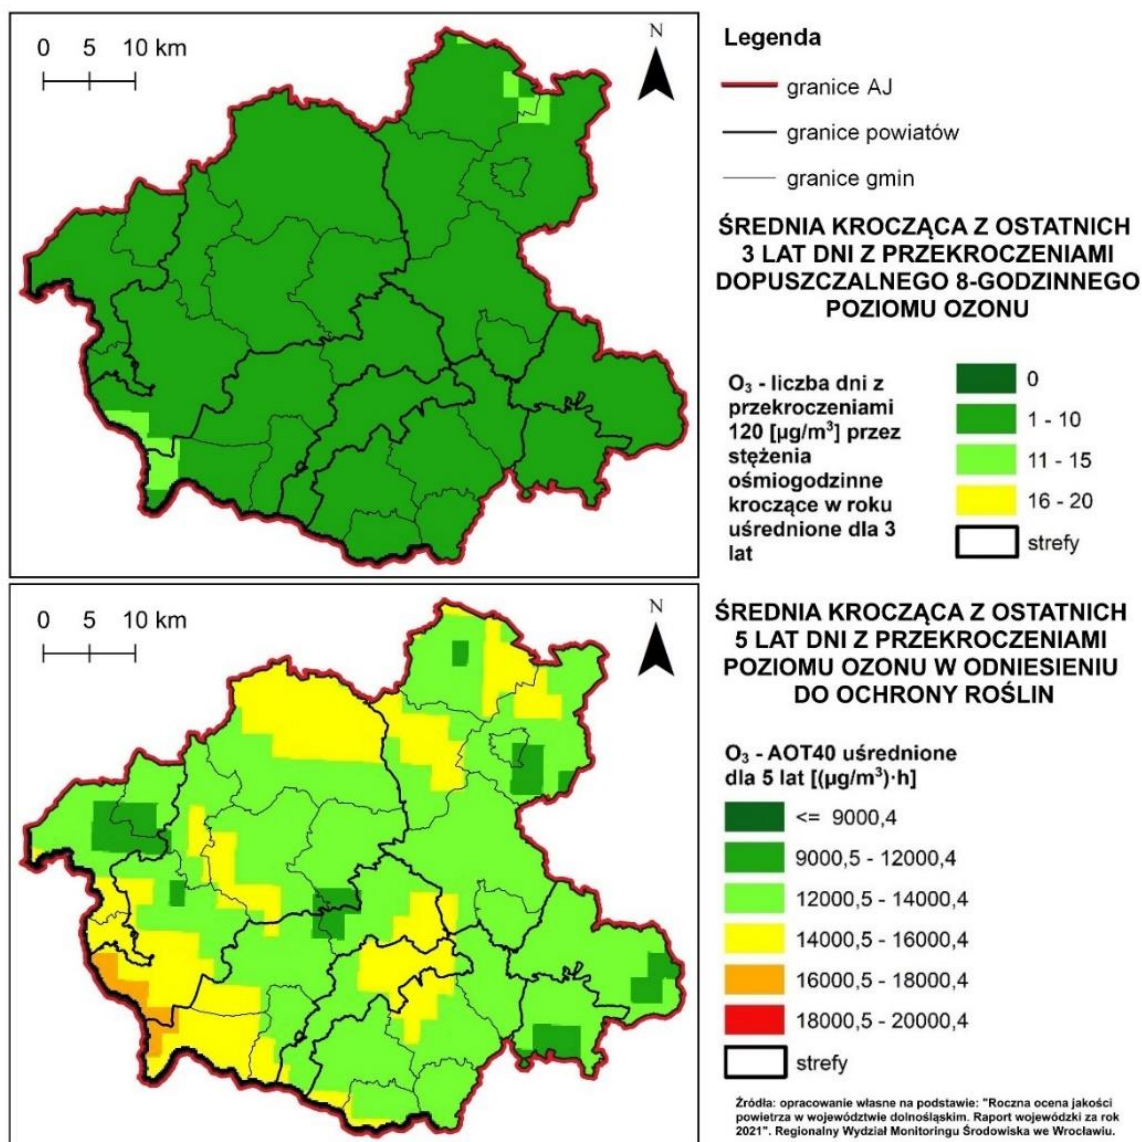 0 5 10 km
N
Legenda
granice AJ
granice powiatów
granice gmin
ŚREDNIA KROCZĄCA Z OSTATNICH
3 LAT DNI Z PRZEKROCZENIAMI
DOPUSZCZALNEGO 8-GODZINNEGO
POZIOMU OZONU
O₃ - liczba dni z
przekroczeniami
120 [µg/m³] przez
stężenia
ośmiogodzinne
kroczące w roku
uśrednione dla 3
lat
0
1 - 10
11 - 15
16 - 20
strefy
0 5 10 km
N
ŚREDNIA KROCZĄCA Z OSTATNICH
5 LAT DNI Z PRZEKROCZENIAMI
POZIOMU OZONU W ODNIESIENIU
DO OCHRONY ROŚLIN
O₃ - AOT40 uśrednione
dla 5 lat [(µg/m³)·h]
<= 9000,4
9000,5 - 12000,4
12000,5 - 14000,4
14000,5 - 16000,4
16000,5 - 18000,4
18000,5 - 20000,4
strefy
Źródła: opracowanie własne na podstawie: "Roczna ocena jakości
powietrza w województwie dolnośląskim. Raport wojewódzki za rok
2021". Regionalny Wydział Monitoringu Środowiska we Wrocławiu.